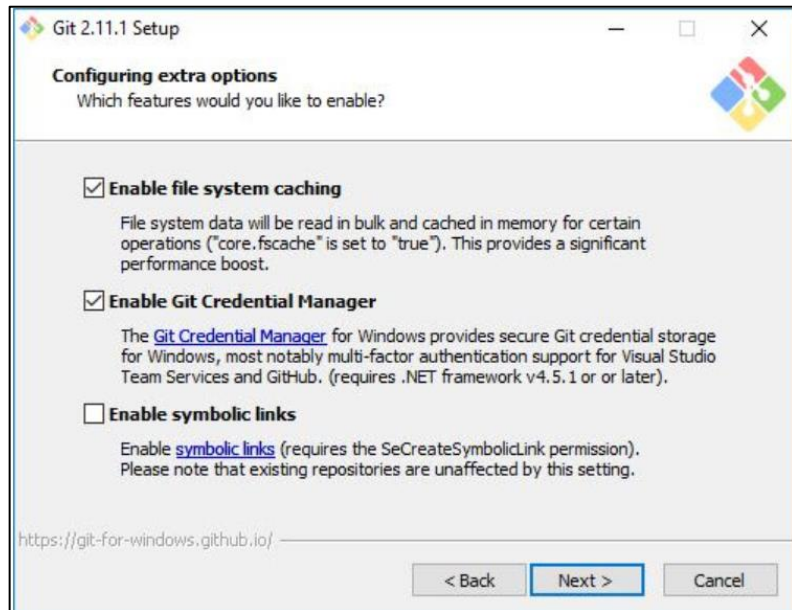 Git 2.11.1 Setup
Configuring extra options
Which features would you like to enable?
Enable file system caching
File system data will be read in bulk and cached in memory for certain
operations ("core.fscache" is set to "true"). This provides a significant
performance boost.
Enable Git Credential Manager
The Git Credential Manager for Windows provides secure Git credential storage
for Windows, most notably multi-factor authentication support for Visual Studio
Team Services and GitHub. (requires .NET framework v4.5.1 or or later).
Enable symbolic links
Enable symbolic links (requires the SeCreateSymbolicLink permission).
Please note that existing repositories are unaffected by this setting.
https://git-for-windows.github.io/
< Back Next > Cancel